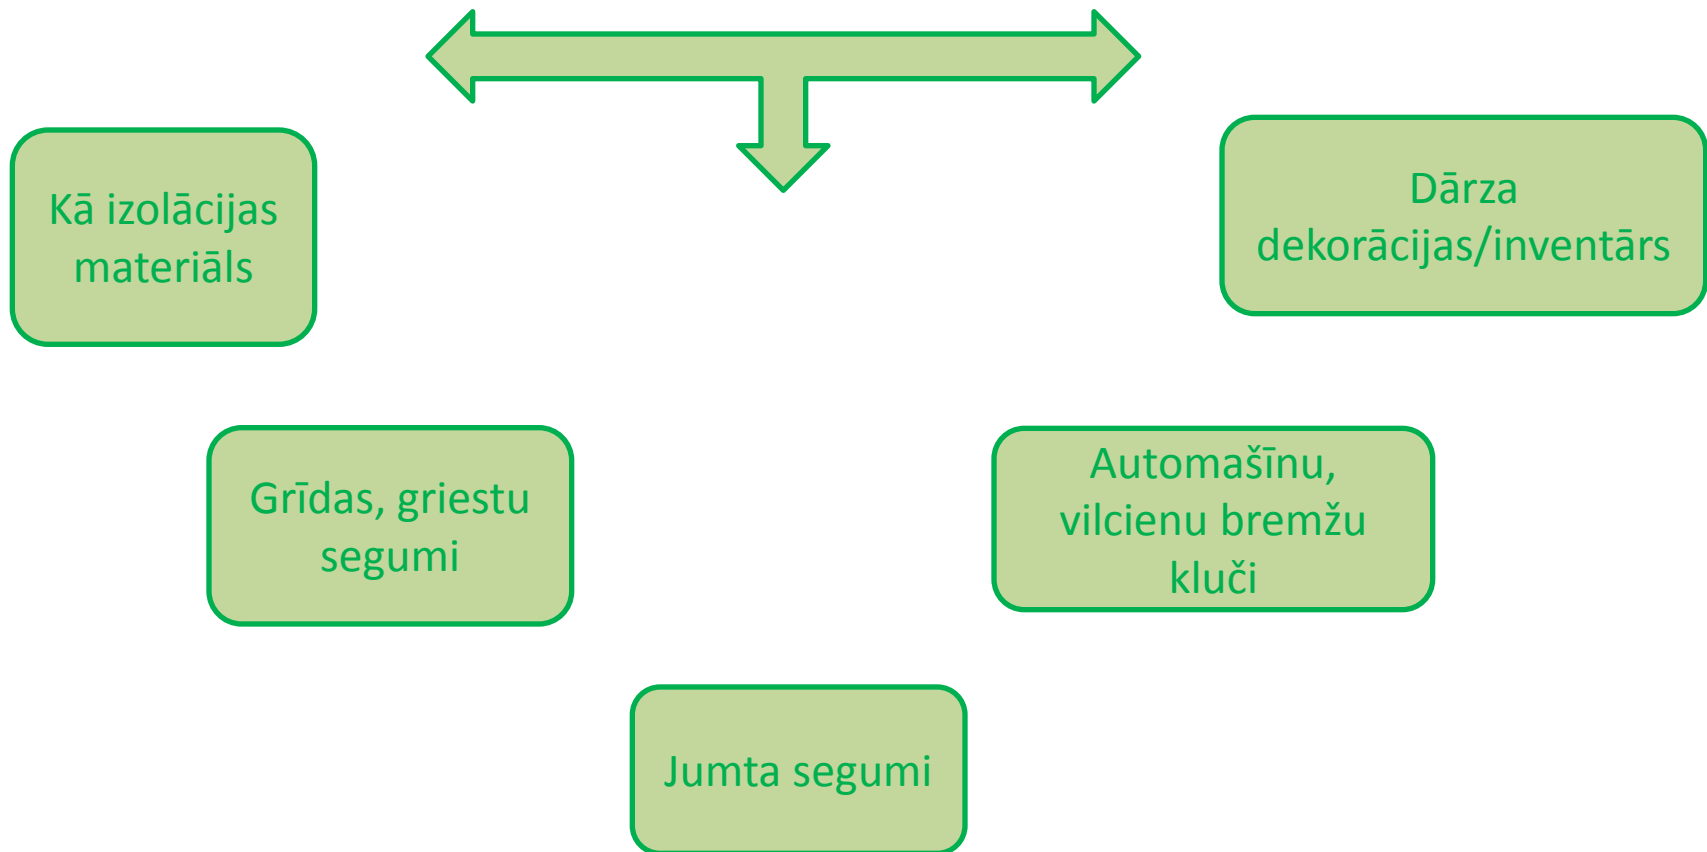 Kā izolācijas
materiāls
Dārza
dekorācijas/inventārs
Grīdas, griestu
segumi
Automašīnu,
vilcienu bremžu
kluči
Jumta segumi